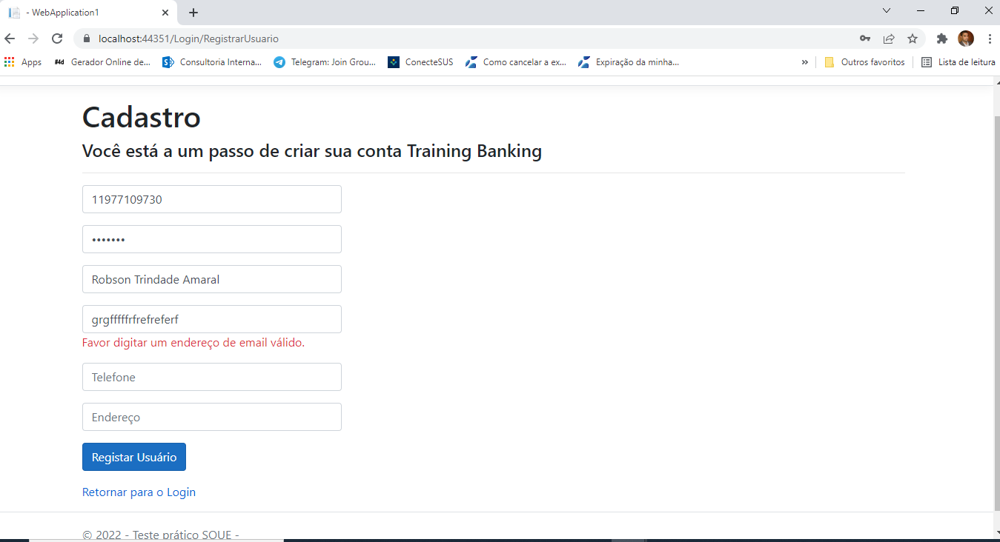 - WebApplication1
localhost:44351/Login/RegistrarUsuario
Apps #4d Gerador Online de... Consultoria Interna... Telegram: Join Grou... ConecteSUS Como cancelar a ex... Expiração da minha... » Outros favoritos Lista de leitura
Cadastro
Você está a um passo de criar sua conta Training Banking
11977109730
•••••••
Robson Trindade Amaral
grgfffffrfrefreferf
Favor digitar um endereço de email válido.
Telefone
Endereço
Registar Usuário
Retornar para o Login
© 2022 - Teste prático SQUE -